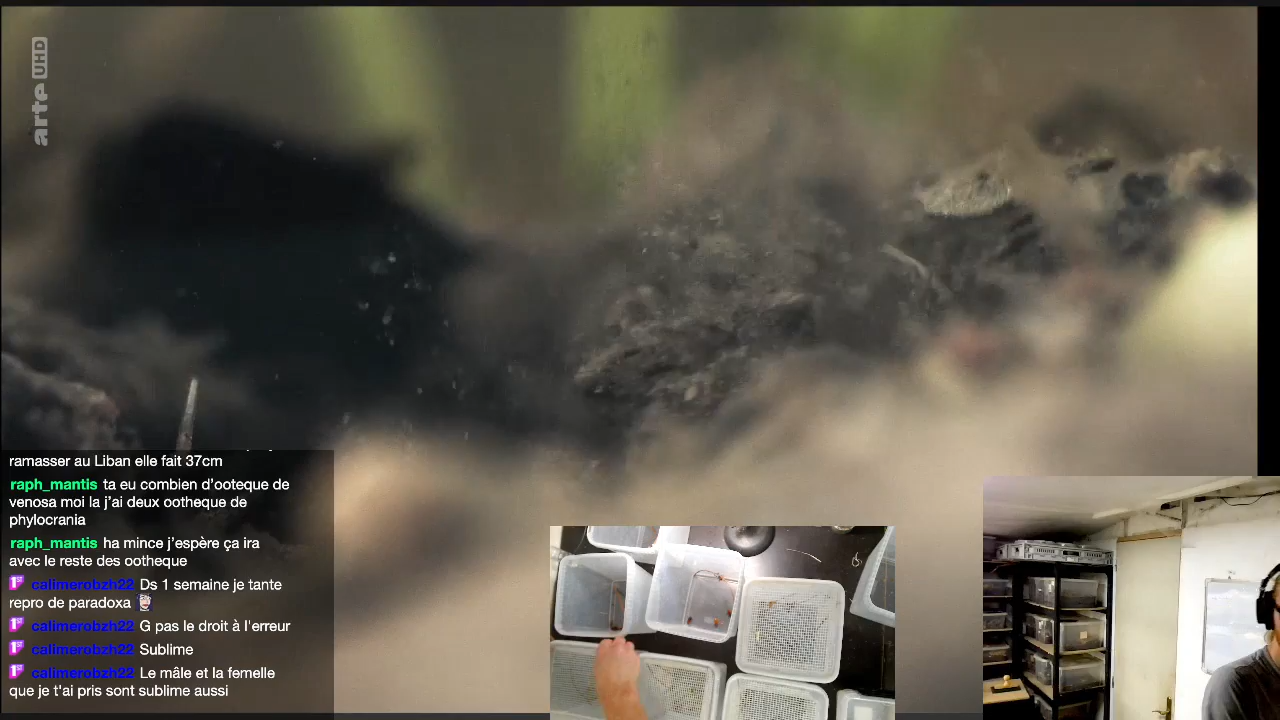 arte UHD
ramasser au Liban elle fait 37cm
raph_mantis ta eu combien d'ooteque de
venosa moi la j'ai deux ootheque de
phylocrania
raph_mantis ha mince j'espère ça ira
avec le reste des ootheque
calimerobzh22 Ds 1 semaine je tante
repro de paradoxa
calimerobzh22 G pas le droit à l'erreur
calimerobzh22 Sublime
calimerobzh22 Le mâle et la femelle
que je t'ai pris sont sublime aussi